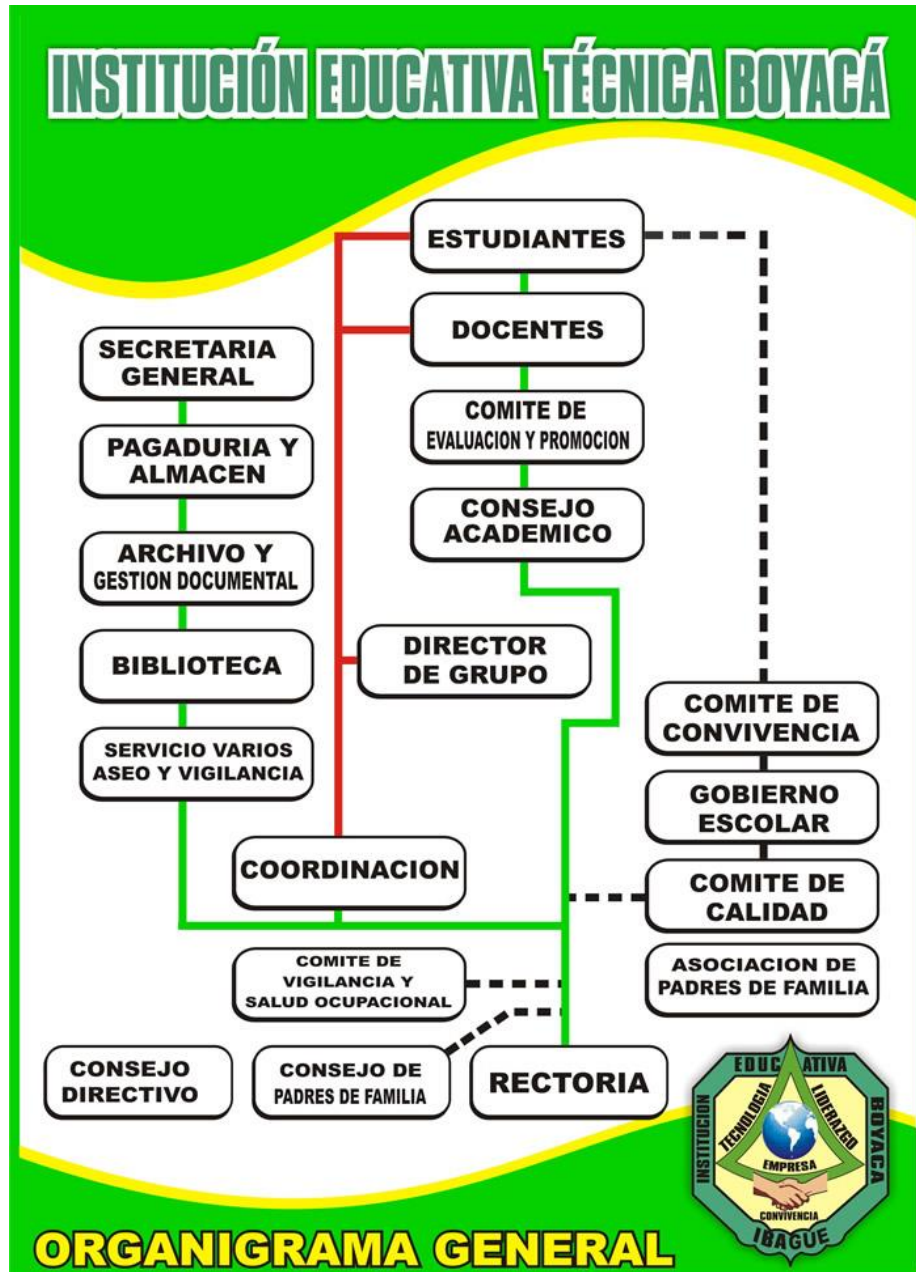 INSTITUCIÓN EDUCATIVA TÉCNICA BOYACÁ
ESTUDIANTES
DOCENTES
SECRETARIA
GENERAL
COMITE DE
EVALUACION Y PROMOCION
PAGADURIA Y
ALMACEN
CONSEJO
ACADEMICO
ARCHIVO Y
GESTION DOCUMENTAL
DIRECTOR
DE GRUPO
BIBLIOTECA
COMITE DE
CONVIVENCIA
SERVICIO VARIOS
ASEO Y VIGILANCIA
GOBIERNO
ESCOLAR
COORDINACION
COMITE DE
CALIDAD
COMITE DE
VIGILANCIA Y
SALUD OCUPACIONAL
ASOCIACION DE
PADRES DE FAMILIA
CONSEJO
DIRECTIVO
CONSEJO DE
PADRES DE FAMILIA
RECTORIA
INSTITUCION
EDUCATIVA
BOYACA
TECNOLOGIA
LIDERAZGO
EMPRESA
CONVIVENCIA
IBAGUE
ORGANIGRAMA GENERAL